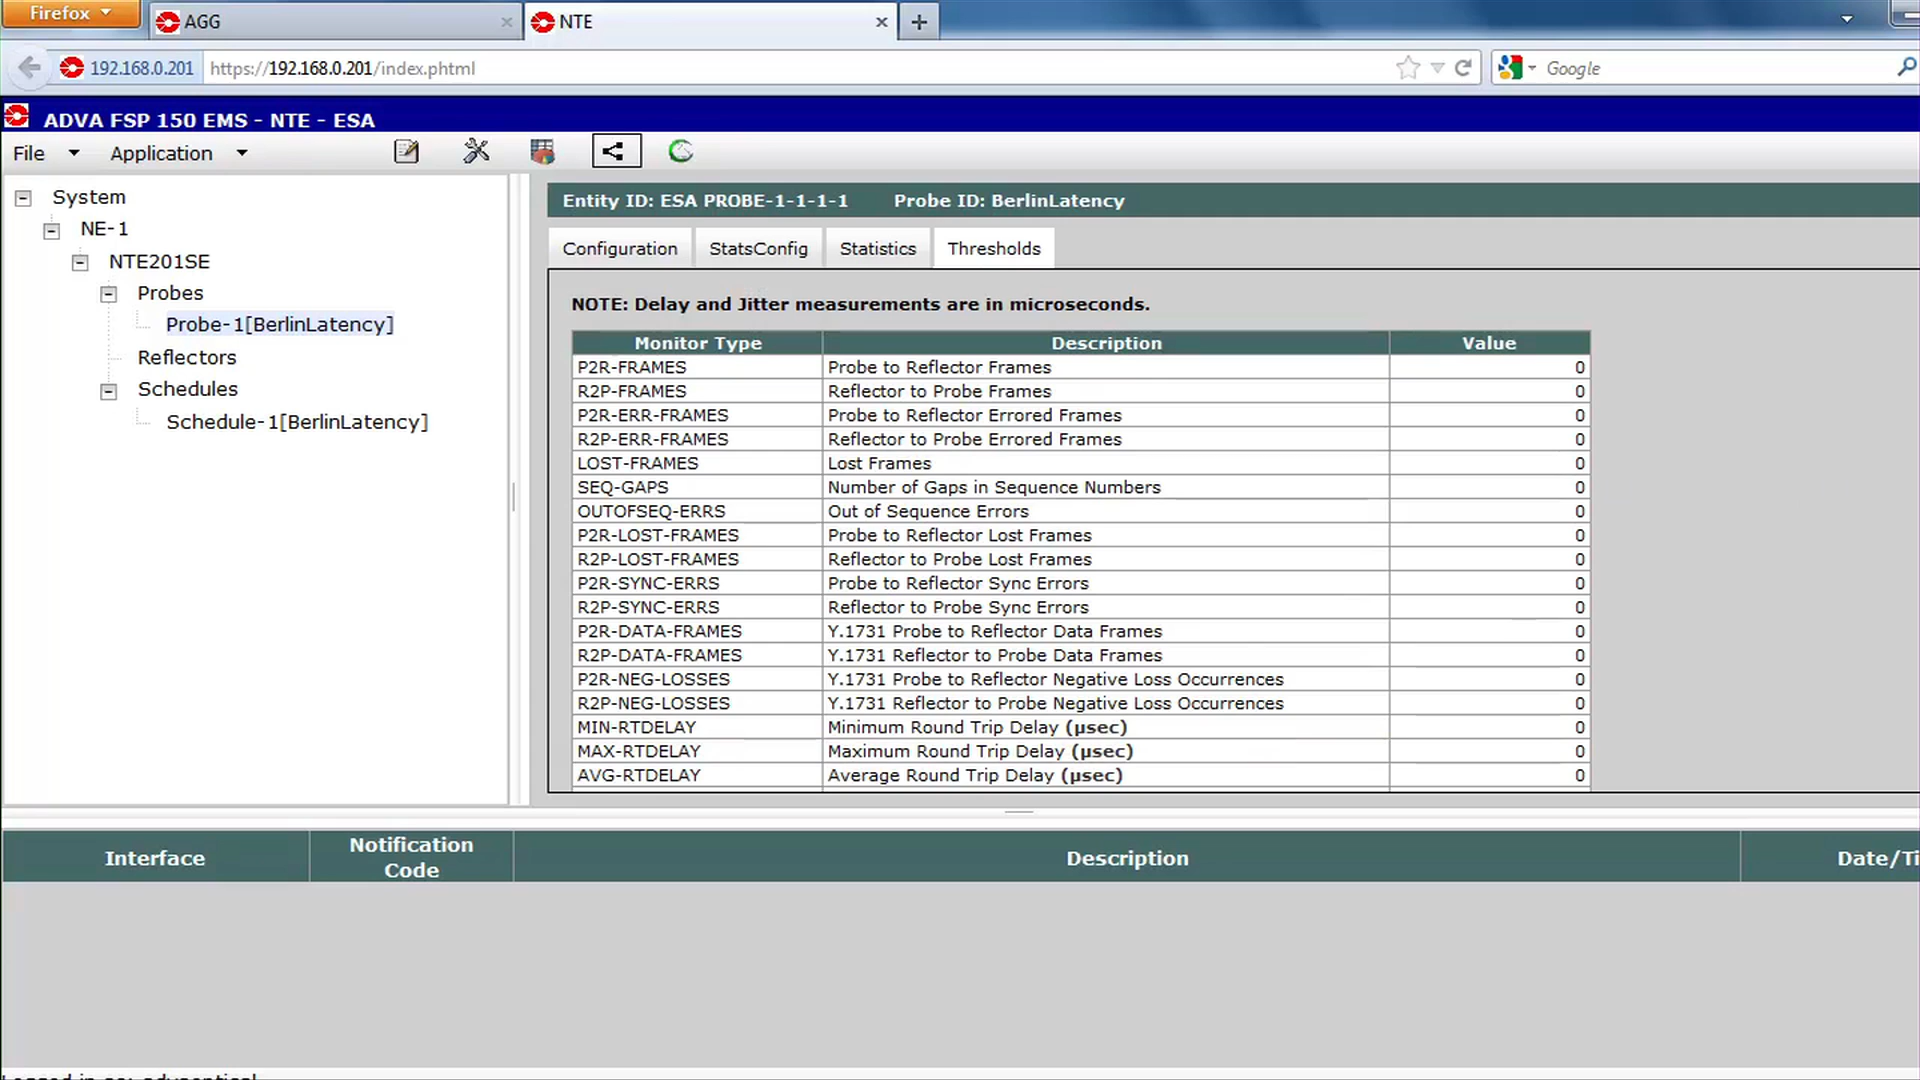 Firefox
AGG
NTE
192.168.0.201
https://192.168.0.201/index.phtml
Google
ADVA FSP 150 EMS - NTE - ESA
File
Application
System
NE-1
NTE201SE
Probes
Probe-1[BerlinLatency]
Reflectors
Schedules
Schedule-1[BerlinLatency]
Entity ID: ESA PROBE-1-1-1-1 Probe ID: BerlinLatency
Configuration StatsConfig Statistics Thresholds
NOTE: Delay and Jitter measurements are in microseconds.
Monitor Type Description Value
P2R-FRAMES Probe to Reflector Frames 0
R2P-FRAMES Reflector to Probe Frames 0
P2R-ERR-FRAMES Probe to Reflector Errored Frames 0
R2P-ERR-FRAMES Reflector to Probe Errored Frames 0
LOST-FRAMES Lost Frames 0
SEQ-GAPS Number of Gaps in Sequence Numbers 0
OUTOFSEQ-ERRS Out of Sequence Errors 0
P2R-LOST-FRAMES Probe to Reflector Lost Frames 0
R2P-LOST-FRAMES Reflector to Probe Lost Frames 0
P2R-SYNC-ERRS Probe to Reflector Sync Errors 0
R2P-SYNC-ERRS Reflector to Probe Sync Errors 0
P2R-DATA-FRAMES Y.1731 Probe to Reflector Data Frames 0
R2P-DATA-FRAMES Y.1731 Reflector to Probe Data Frames 0
P2R-NEG-LOSSES Y.1731 Probe to Reflector Negative Loss Occurrences 0
R2P-NEG-LOSSES Y.1731 Reflector to Probe Negative Loss Occurrences 0
MIN-RTDELAY Minimum Round Trip Delay (µsec) 0
MAX-RTDELAY Maximum Round Trip Delay (µsec) 0
AVG-RTDELAY Average Round Trip Delay (µsec) 0
Interface Notification Code Description Date/Ti